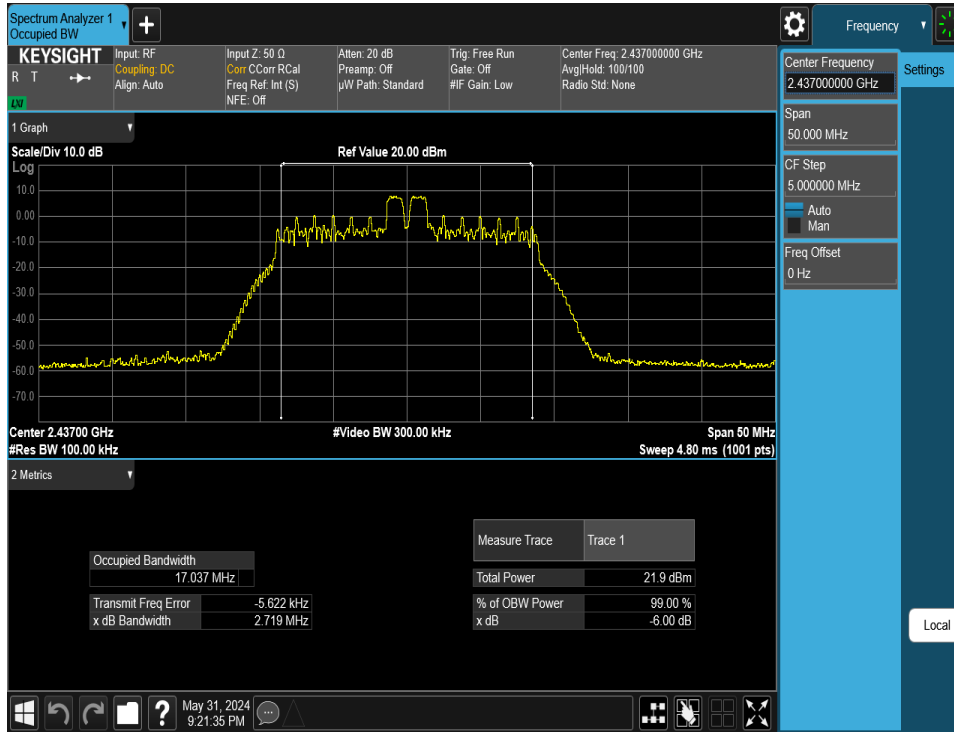 Spectrum Analyzer 1
Occupied BW
Frequency
KEYSIGHT
R T
LXI
Input: RF
Coupling: DC
Align: Auto
Input Z: 50 Ω
Corr CCorr RCal
Freq Ref: Int (S)
NFE: Off
Atten: 20 dB
Preamp: Off
µW Path: Standard
Trig: Free Run
Gate: Off
#IF Gain: Low
Center Freq: 2.437000000 GHz
Avg|Hold: 100/100
Radio Std: None
Center Frequency
2.437000000 GHz
Settings
Span
50.000 MHz
CF Step
5.000000 MHz
Auto
Man
Freq Offset
0 Hz
Local
1 Graph
Scale/Div 10.0 dB
Ref Value 20.00 dBm
Log
10.0
0.00
-10.0
-20.0
-30.0
-40.0
-50.0
-60.0
-70.0
Center 2.43700 GHz
#Video BW 300.00 kHz
Span 50 MHz
#Res BW 100.00 kHz
Sweep 4.80 ms (1001 pts)
2 Metrics
Occupied Bandwidth
17.037 MHz
Transmit Freq Error -5.622 kHz
x dB Bandwidth 2.719 MHz
Measure Trace Trace 1
Total Power 21.9 dBm
% of OBW Power 99.00 %
x dB -6.00 dB
?
May 31, 2024
9:21:35 PM